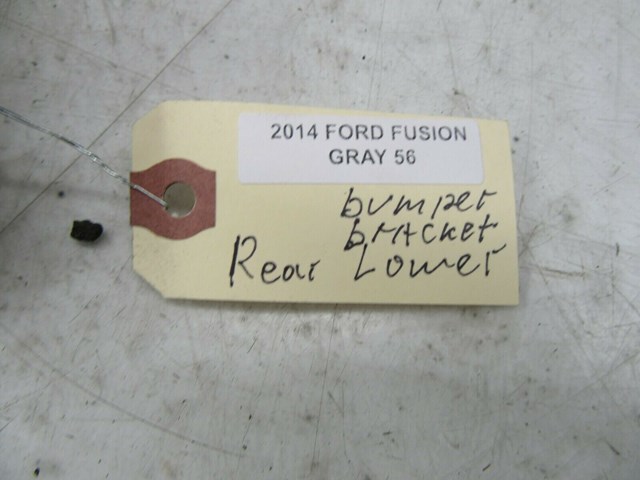 2014 FORD FUSION
GRAY 56
bumper
bracket
Rear Lower